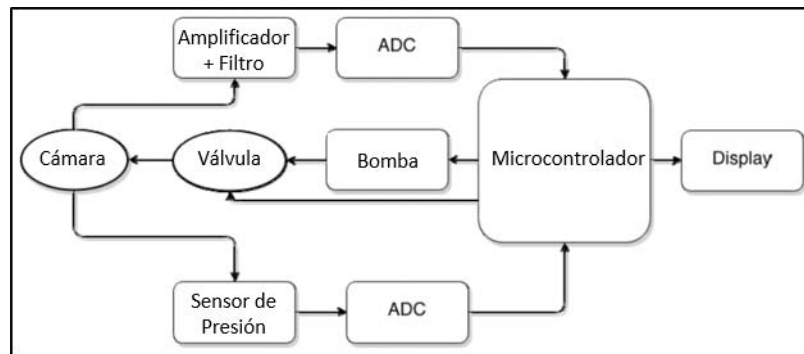 Amplificador
+ Filtro
ADC
Cámara
Válvula
Bomba
Microcontrolador
Display
Sensor de
Presión
ADC